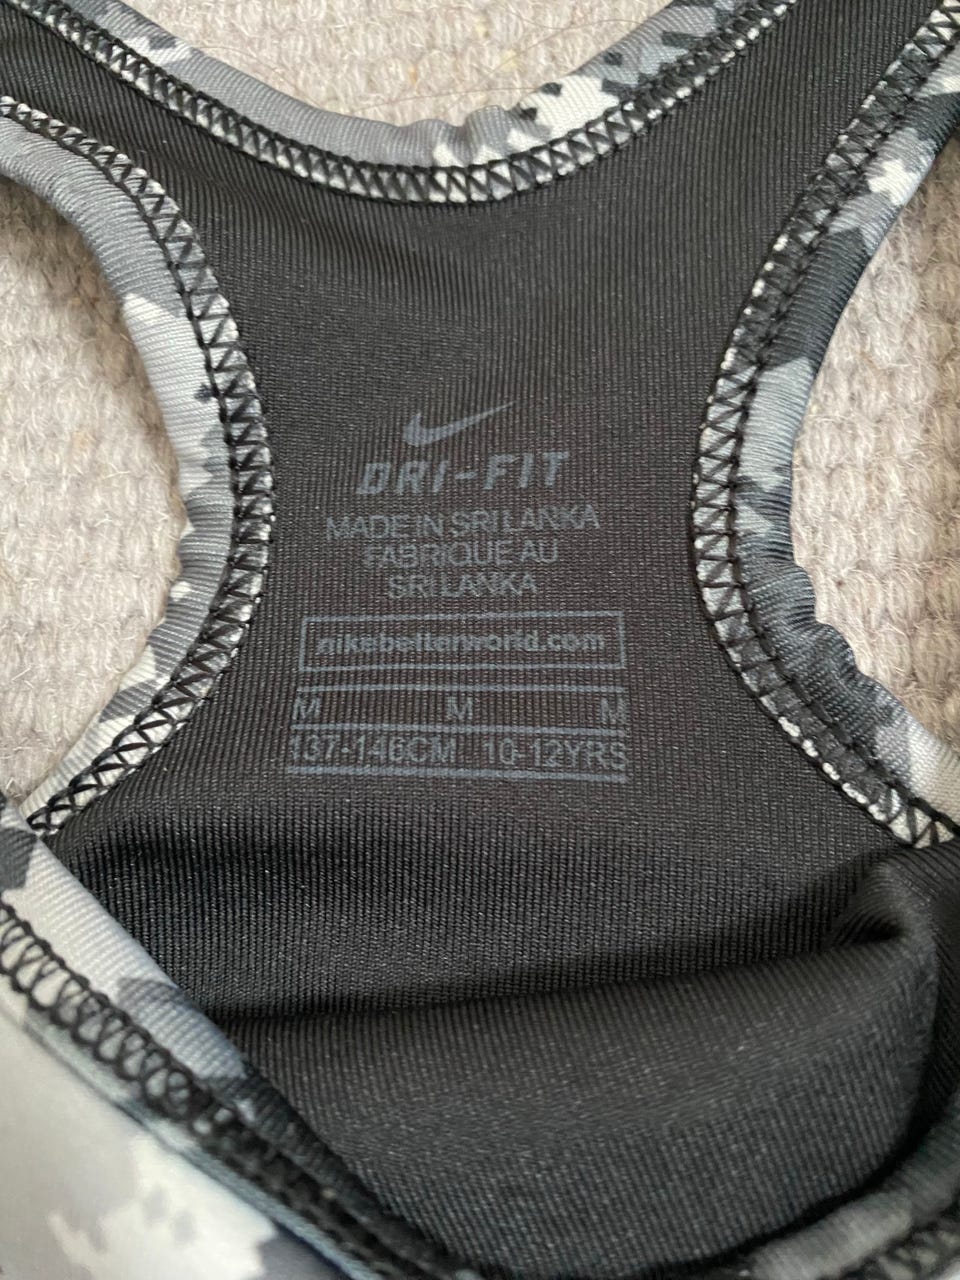 DRI-FIT
MADE IN SRI LANKA
FABRIQUE AU
SRI LANKA
nikebetterworld.com
M M M
137-146CM 10-12YRS